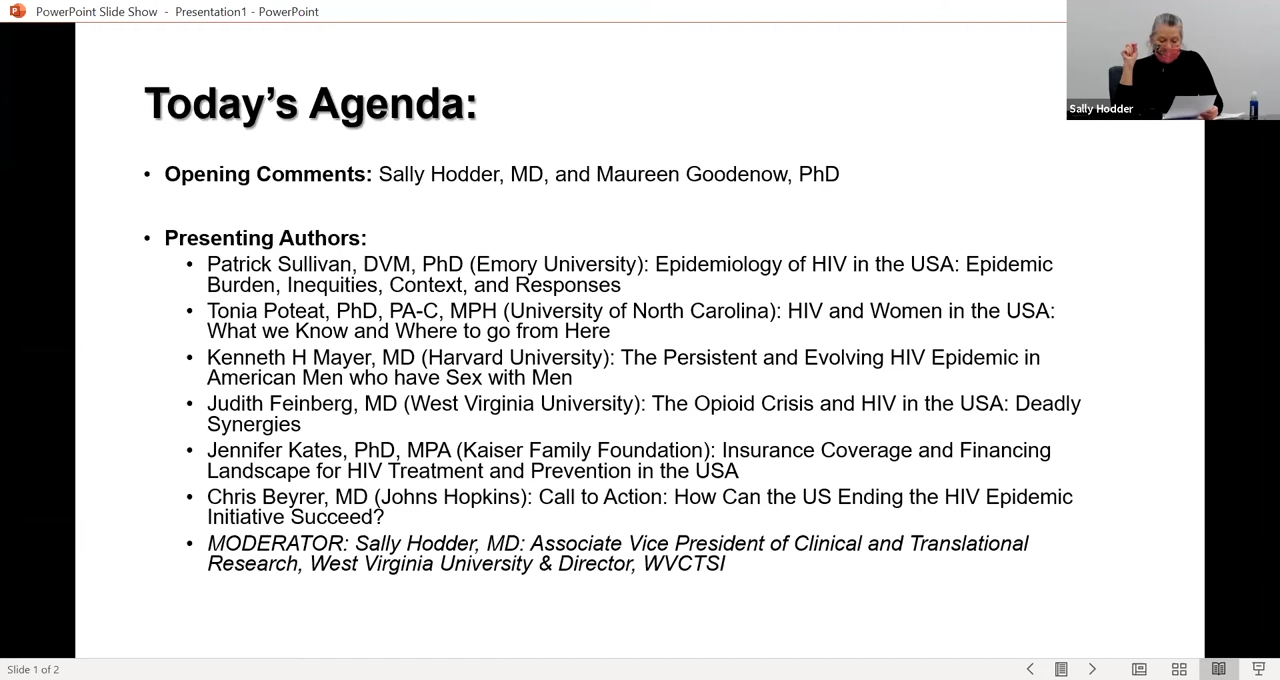 PowerPoint Slide Show - Presentation1 - PowerPoint
Sally Hodder
Today's Agenda:
• Opening Comments: Sally Hodder, MD, and Maureen Goodenow, PhD
• Presenting Authors:
• Patrick Sullivan, DVM, PhD (Emory University): Epidemiology of HIV in the USA: Epidemic
Burden, Inequities, Context, and Responses
• Tonia Poteat, PhD, PA-C, MPH (University of North Carolina): HIV and Women in the USA:
What we Know and Where to go from Here
• Kenneth H Mayer, MD (Harvard University): The Persistent and Evolving HIV Epidemic in
American Men who have Sex with Men
• Judith Feinberg, MD (West Virginia University): The Opioid Crisis and HIV in the USA: Deadly
Synergies
• Jennifer Kates, PhD, MPA (Kaiser Family Foundation): Insurance Coverage and Financing
Landscape for HIV Treatment and Prevention in the USA
• Chris Beyrer, MD (Johns Hopkins): Call to Action: How Can the US Ending the HIV Epidemic
Initiative Succeed?
• MODERATOR: Sally Hodder, MD: Associate Vice President of Clinical and Translational
Research, West Virginia University & Director, WVCTSI
Slide 1 of 2